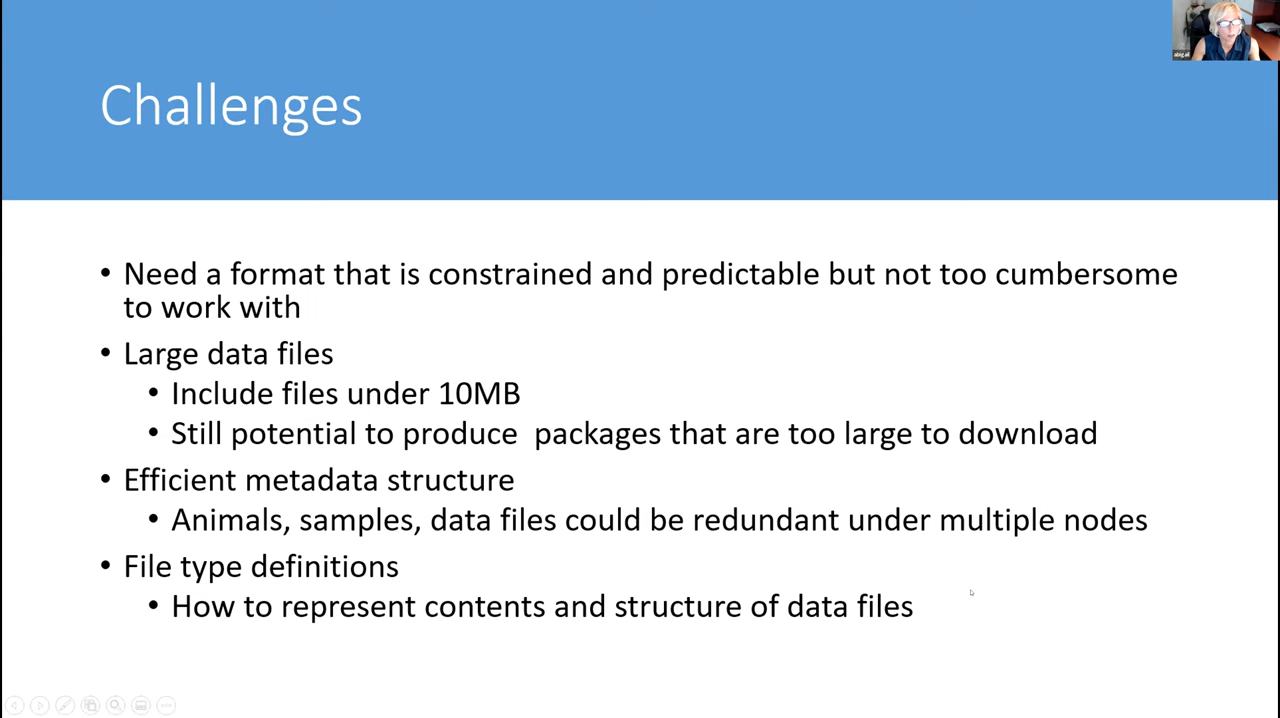 abigail
Challenges
• Need a format that is constrained and predictable but not too cumbersome
to work with
• Large data files
• Include files under 10MB
• Still potential to produce  packages that are too large to download
• Efficient metadata structure
• Animals, samples, data files could be redundant under multiple nodes
• File type definitions
• How to represent contents and structure of data files